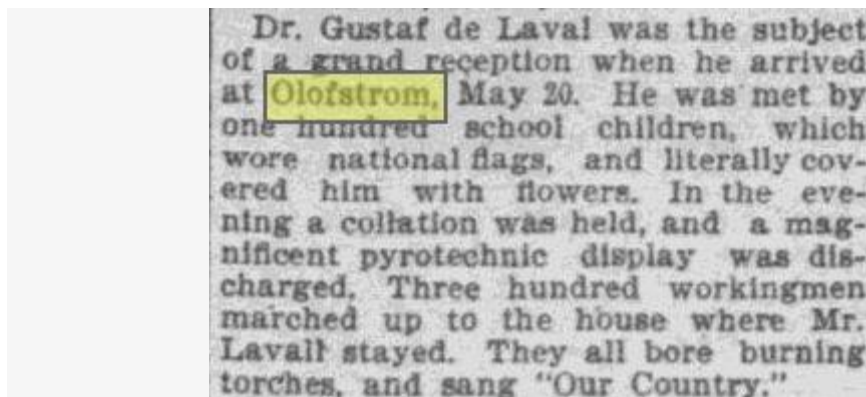 Dr. Gustaf de Laval was the subject
of a grand reception when he arrived
at Olofstrom, May 20. He was met by
one hundred school children, which
wore national flags, and literally cov-
ered him with flowers. In the eve-
ning a collation was held, and a mag-
nificent pyrotechnic display was dis-
charged. Three hundred workingmen
marched up to the house where Mr.
Lavall stayed. They all bore burning
torches, and sang "Our Country."